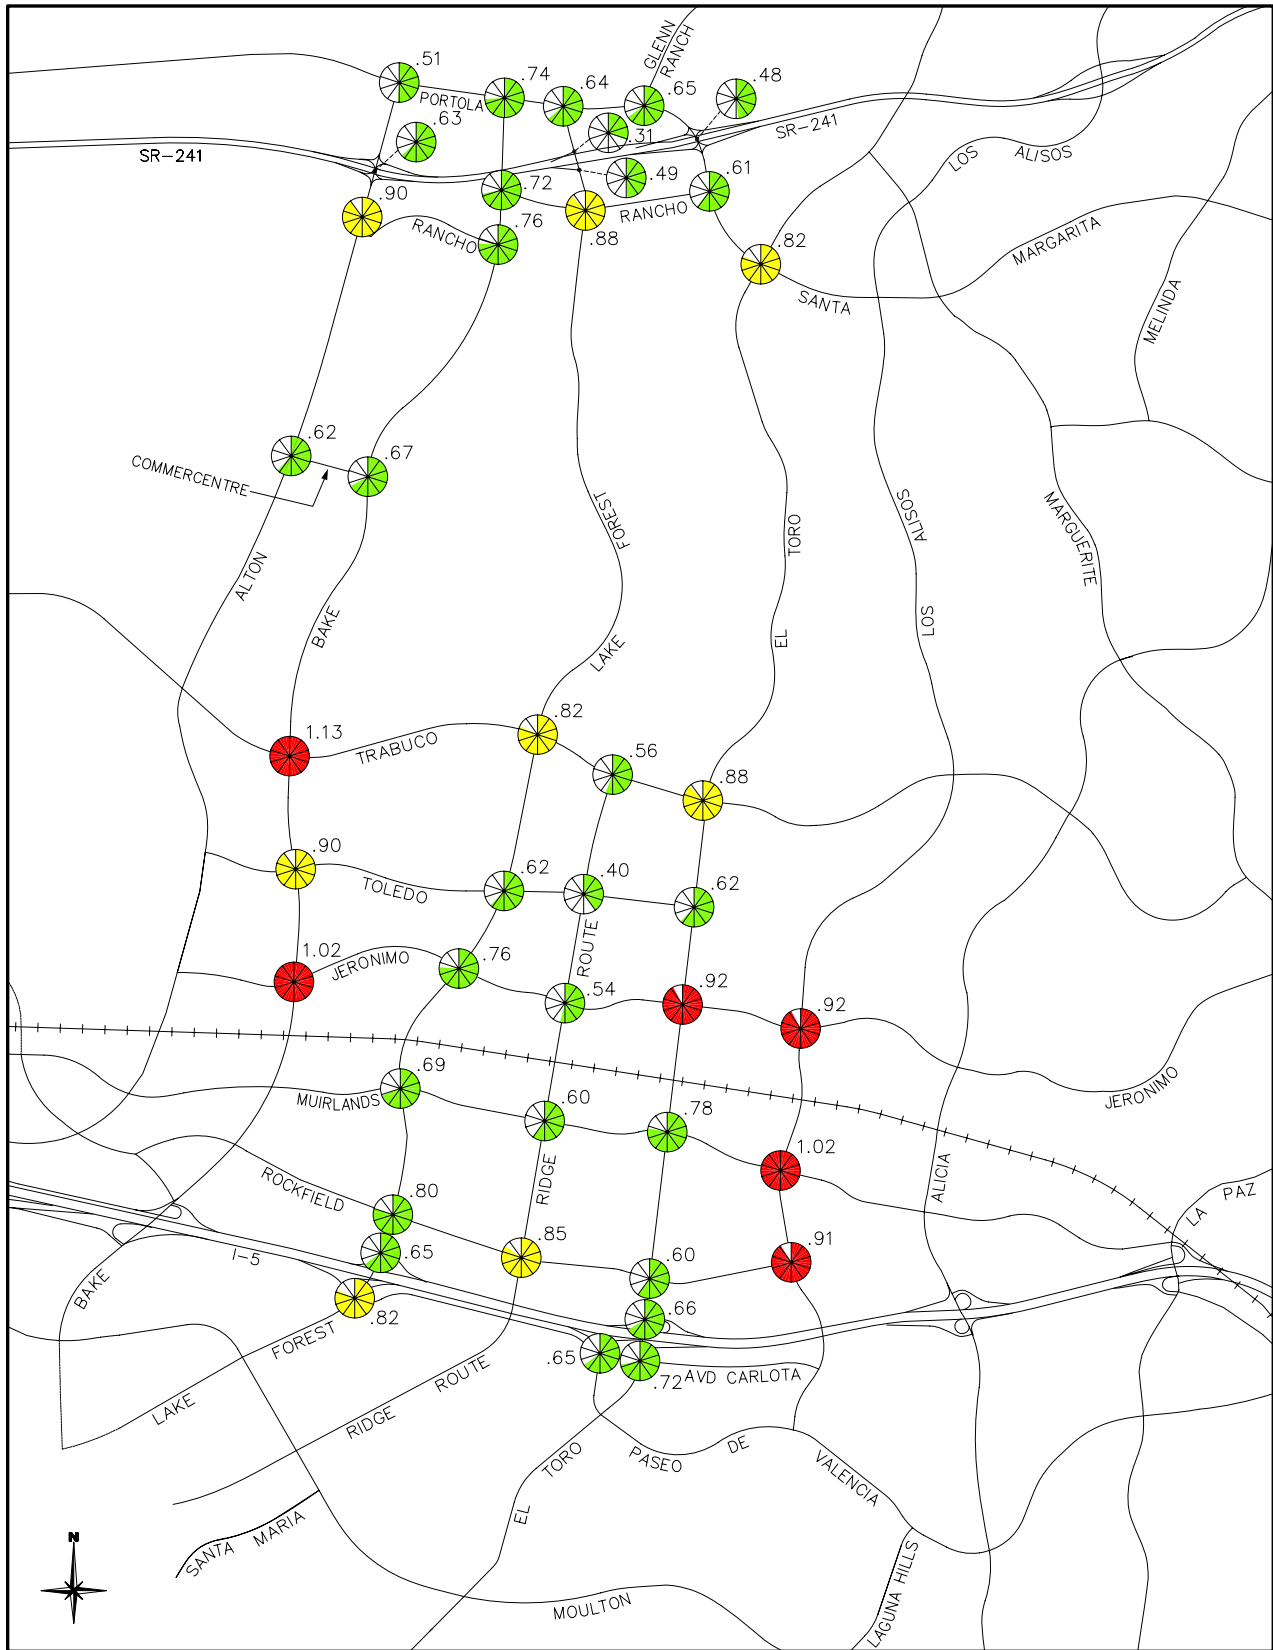 GLENN
RANCH
.51
.74
.64
.65
.48
PORTOLA
.63
.31
SR-241
SR-241
.49
.72
.61
.90
RANCHO
.76
.88
RANCHO
LOS
ALISOS
.82
SANTA
MARGARITA
MELINDA
.62
.67
COMMERCENTRE
FOREST
TORO
ALISOS
MARGUERITE
ALTON
BAKE
LAKE
EL
LOS
1.13
TRABUCO
.82
.56
.88
.90
TOLEDO
.62
.40
.62
1.02
JERONIMO
.76
ROUTE
.54
.92
.92
.69
MUIRLANDS
.60
.78
JERONIMO
1.02
ROCKFIELD
RIDGE
ALICIA
LA PAZ
.80
.65
.85
.91
I-5
.60
BAKE
.82
FOREST
.66
.65
.72
AVD CARLOTA
LAKE
RIDGE
ROUTE
TORO
PASEO
DE
VALENCIA
EL
SANTA
MARIA
N
MOULTON
LAGUNA HILLS